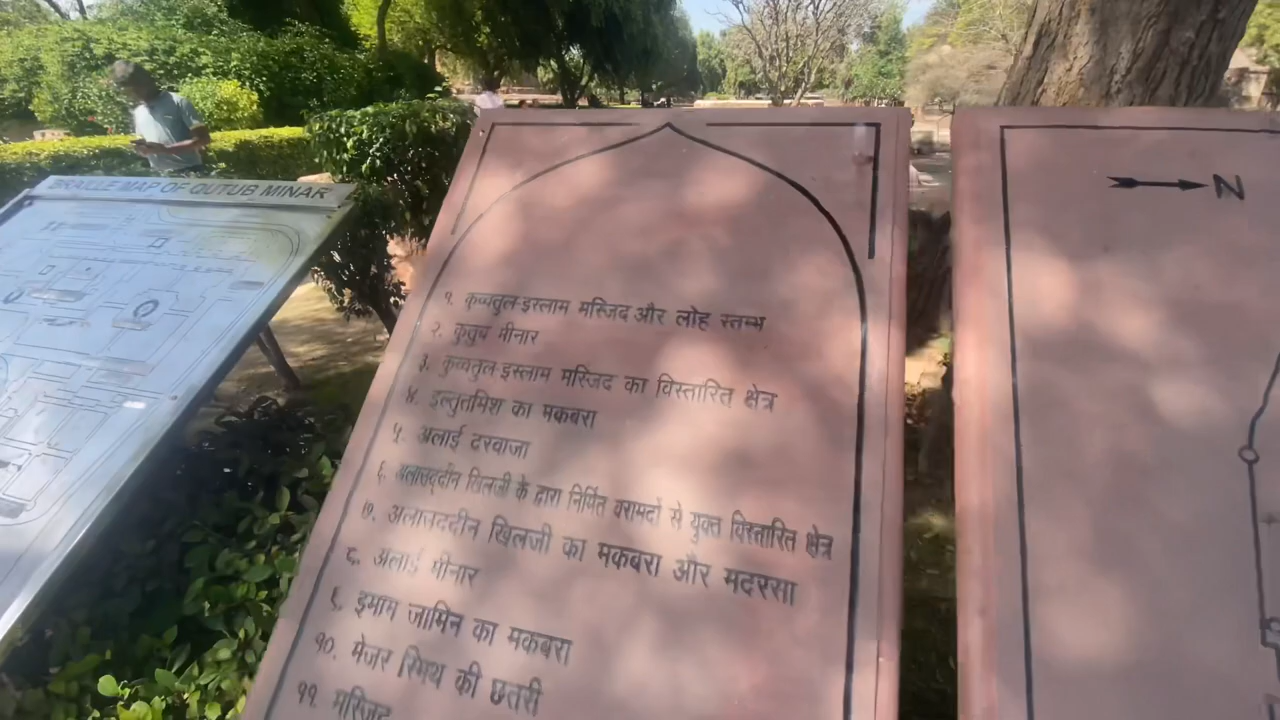 BRAILLE MAP OF QUTUB MINAR
१. कुव्वतुल-इस्लाम मस्जिद और लोह स्तम्भ
२. कुतुब मीनार
३. कुव्वतुल-इस्लाम मस्जिद का विस्तारित क्षेत्र
४. इल्तुतमिश का मकबरा
५. अलाई दरवाजा
६. अलाउद्दीन खिलजी के द्वारा निर्मित बरामदों से युक्त विस्तारित क्षेत्र
७. अलाउददीन खिलजी का मकबरा और मदरसा
८. अलाई मीनार
९. इमाम जामिन का मकबरा
१०. मेजर स्मिथ की छतरी
११ मस्जिद
N